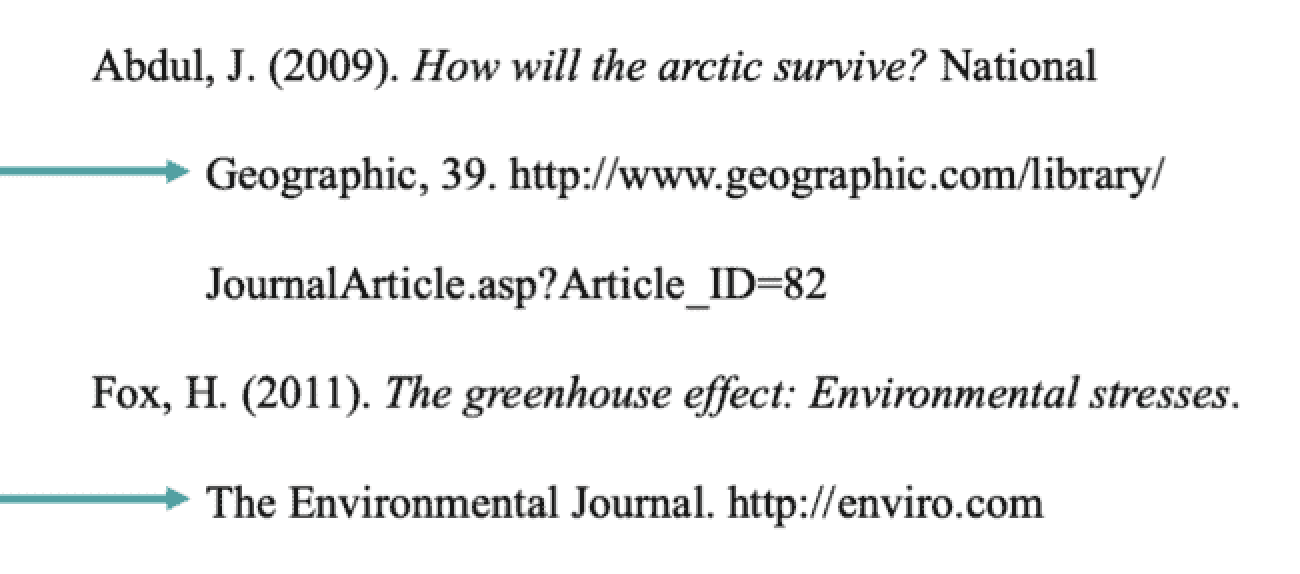 Abdul, J. (2009). How will the arctic survive? National
Geographic, 39. http://www.geographic.com/library/
JournalArticle.asp?Article_ID=82
Fox, H. (2011). The greenhouse effect: Environmental stresses.
The Environmental Journal. http://enviro.com